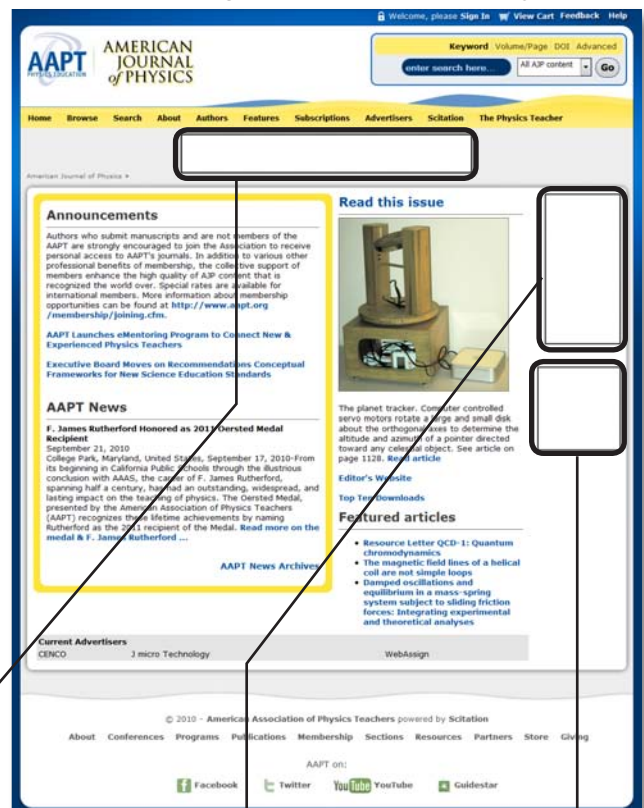 Welcome, please Sign In View Cart Feedback Help
AAPT
PHYSICS EDUCATION
AMERICAN
JOURNAL
of PHYSICS
Keyword Volume/Page DOI Advanced
enter search here...
All AJP content
Go
Home Browse Search About Authors Features Subscriptions Advertisers Scitation The Physics Teacher
American Journal of Physics
Announcements
Authors who submit manuscripts and are not members of the
AAPT are strongly encouraged to join the Association to receive
personal access to AAPT's journals. In addition to various other
professional benefits of membership, the collective support of
members enhance the high quality of AJP content that is
recognized the world over. Special rates are available for
international members. More information about membership
opportunities can be found at http://www.aapt.org
/membership/joining.cfm.
AAPT Launches eMentoring Program to Connect New &
Experienced Physics Teachers
Executive Board Moves on Recommendations Conceptual
Frameworks for New Science Education Standards
AAPT News
F. James Rutherford Honored as 2011 Oersted Medal
Recipient
September 21, 2010
College Park, Maryland, United States, September 17, 2010-From
its beginning in California Public Schools through the illustrious
conclusion with AAAS, the career of F. James Rutherford,
spanning half a century, has had an outstanding, widespread, and
lasting impact on the teaching of physics. The Oersted Medal,
presented by the American Association of Physics Teachers
(AAPT) recognizes these lifetime achievements by naming
Rutherford as the 2011 recipient of the Medal. Read more on the
medal & F. James Rutherford ...
AAPT News Archives
Read this issue
The planet tracker. Computer controlled
servo motors rotate a large and small disk
about the orthogonal axes to determine the
altitude and azimuth of a pointer directed
toward any celestial object. See article on
page 1128. Read article
Editor's Website
Top Ten Downloads
Featured articles
Resource Letter QCD-1: Quantum
chromodynamics
The magnetic field lines of a helical
coil are not simple loops
Damped oscillations and
equilibrium in a mass-spring
system subject to sliding friction
forces: Integrating experimental
and theoretical analyses
Current Advertisers
CENCO J micro Technology WebAssign
© 2010 - American Association of Physics Teachers powered by Scitation
About Conferences Programs Publications Membership Sections Resources Partners Store Giving
AAPT on:
Facebook Twitter YouTube YouTube Guidestar